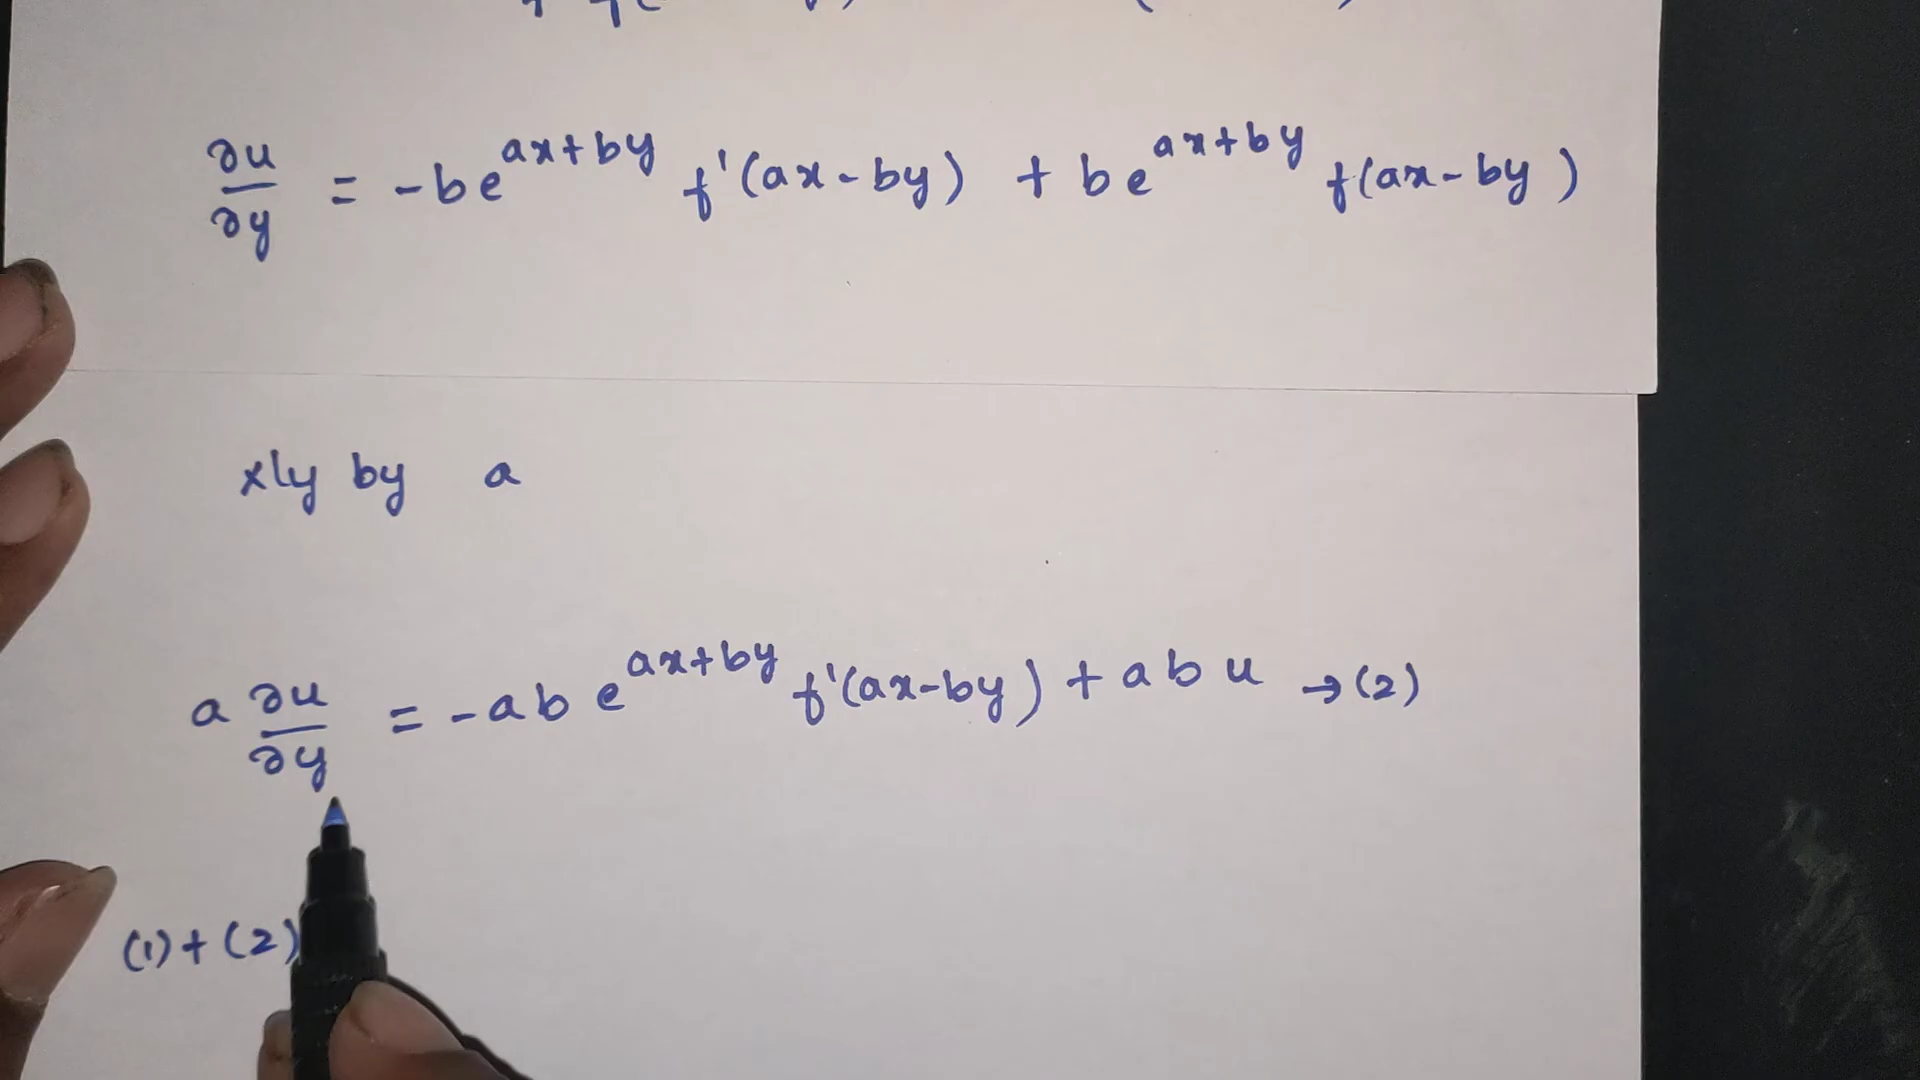 ∂u/∂y = -be^{ax+by} f'(ax-by) + be^{ax+by} f(ax-by)
xly by a
a ∂u/∂y = -ab e^{ax+by} f'(ax-by) + abu → (2)
(1)+(2)